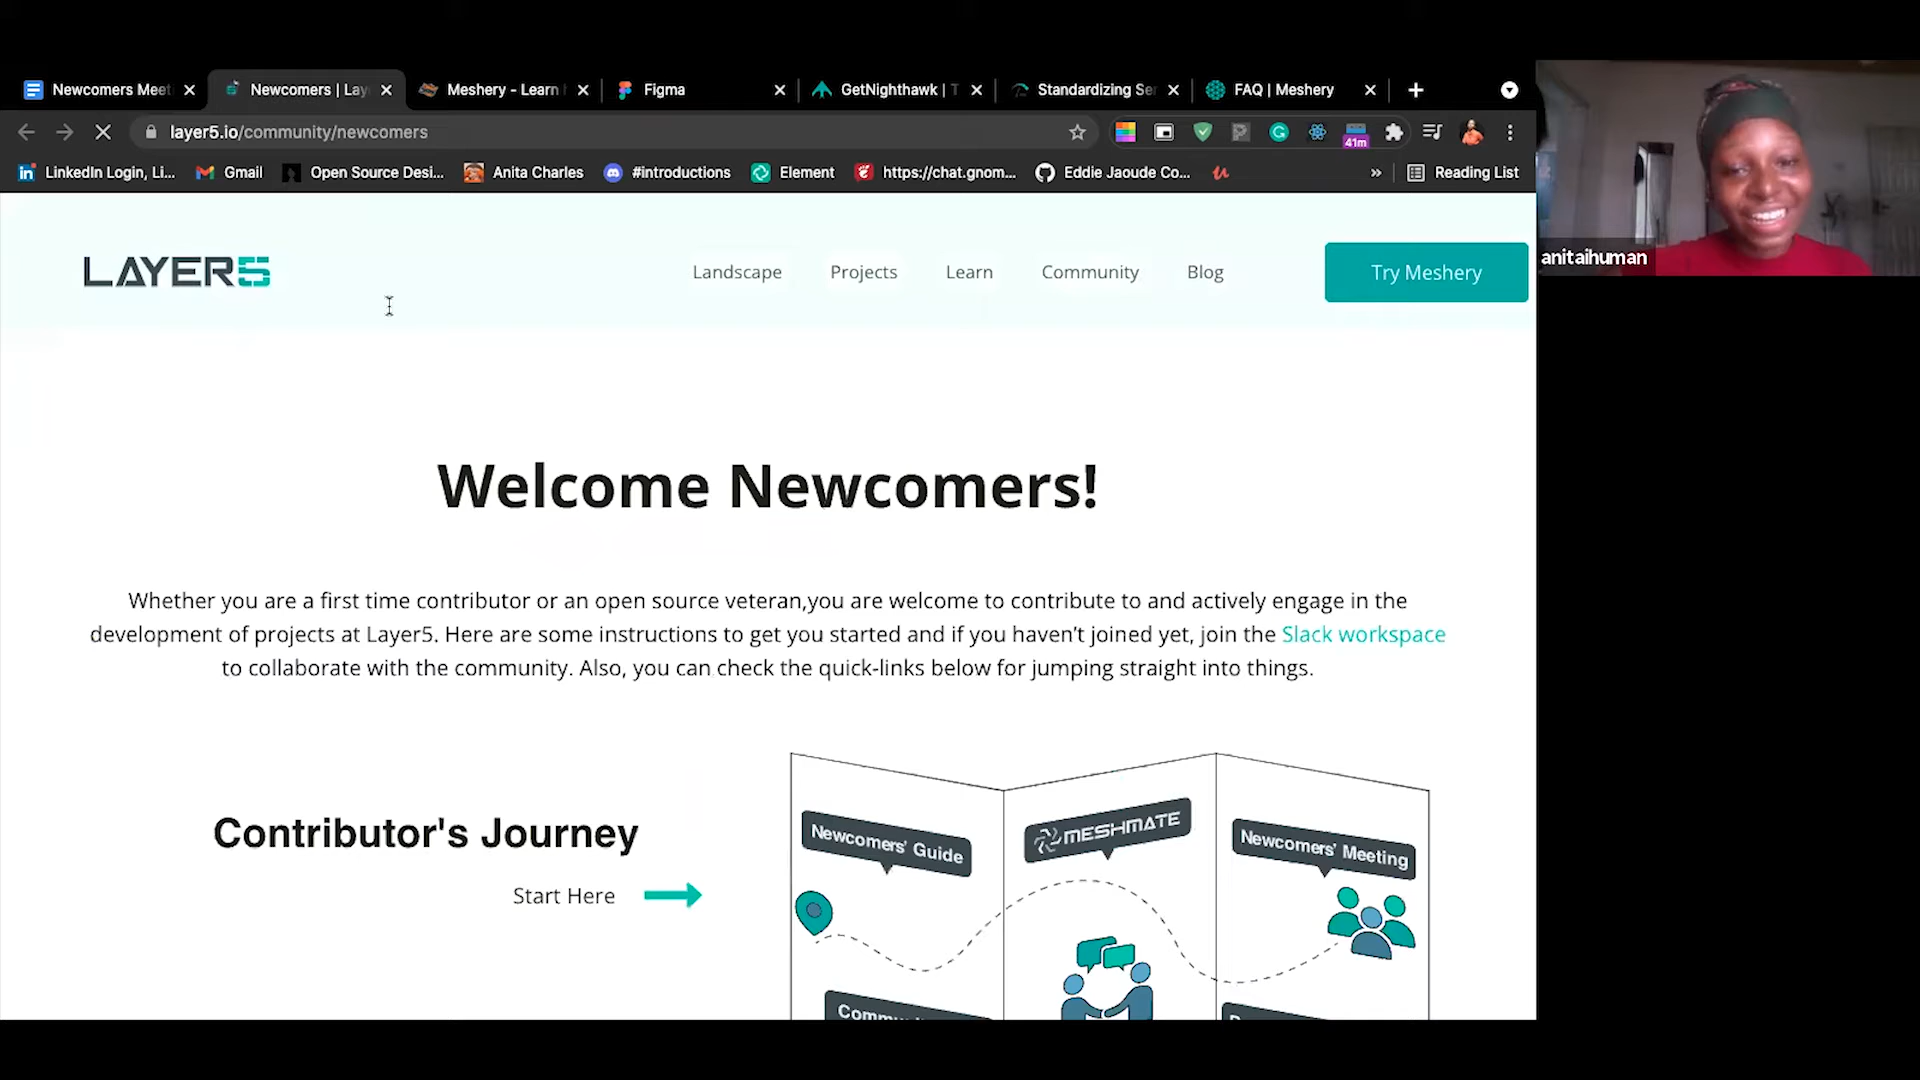 Newcomers Meet
Newcomers | Lay
Meshery - Learn
Figma
GetNighthawk | T
Standardizing Ser
FAQ | Meshery
layer5.io/community/newcomers
41m
LinkedIn Login, Li...
Gmail
Open Source Desi...
Anita Charles
#introductions
Element
https://chat.gnom...
Eddie Jaoude Co...
»
Reading List
anitaihuman
LAYER5
Landscape
Projects
Learn
Community
Blog
Try Meshery
Welcome Newcomers!
Whether you are a first time contributor or an open source veteran,you are welcome to contribute to and actively engage in the
development of projects at Layer5. Here are some instructions to get you started and if you haven't joined yet, join the Slack workspace
to collaborate with the community. Also, you can check the quick-links below for jumping straight into things.
Contributor's Journey
Start Here
Newcomers' Guide
MESHMATE
Newcomers' Meeting